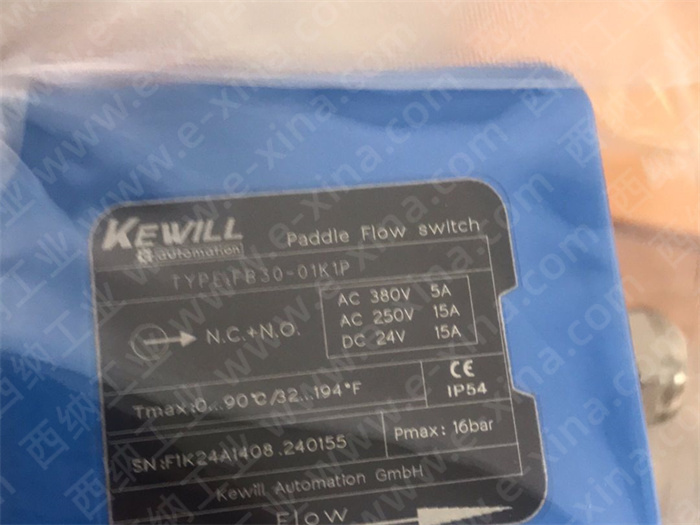 KEWILL
automation
Paddle Flow switch
TYPE:FB30-01K1P
N.C.+N.O.
AC 380V 5A
AC 250V 15A
DC 24V 15A
Tmax:0...90℃/32...194°F
CE
IP54
SN:F1K24A1408.240155
Pmax: 16bar
Kewill Automation GmbH
Flow
西纳工业 www.e-xina.com